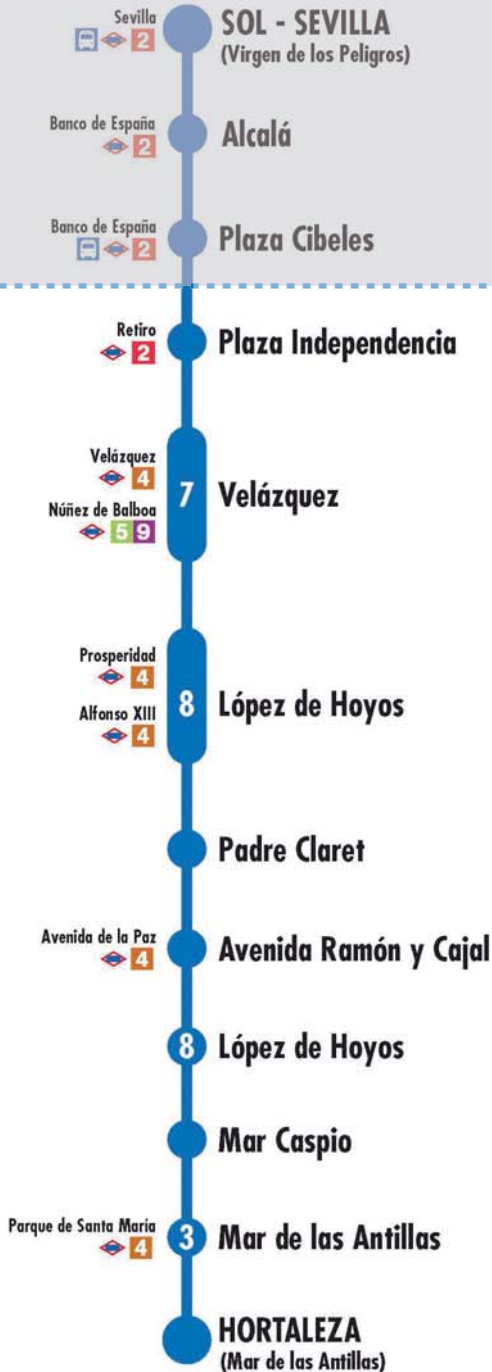 Sevilla
2
SOL - SEVILLA
(Virgen de los Peligros)
Banco de España
2
Alcalá
Banco de España
2
Plaza Cibeles
Retiro
2
Plaza Independencia
Velázquez
4
Núñez de Balboa
5 9
7
Velázquez
Prosperidad
4
Alfonso XIII
4
8
López de Hoyos
Padre Claret
Avenida de la Paz
4
Avenida Ramón y Cajal
8
López de Hoyos
Mar Caspio
Parque de Santa María
4
3
Mar de las Antillas
HORTALEZA
(Mar de las Antillas)